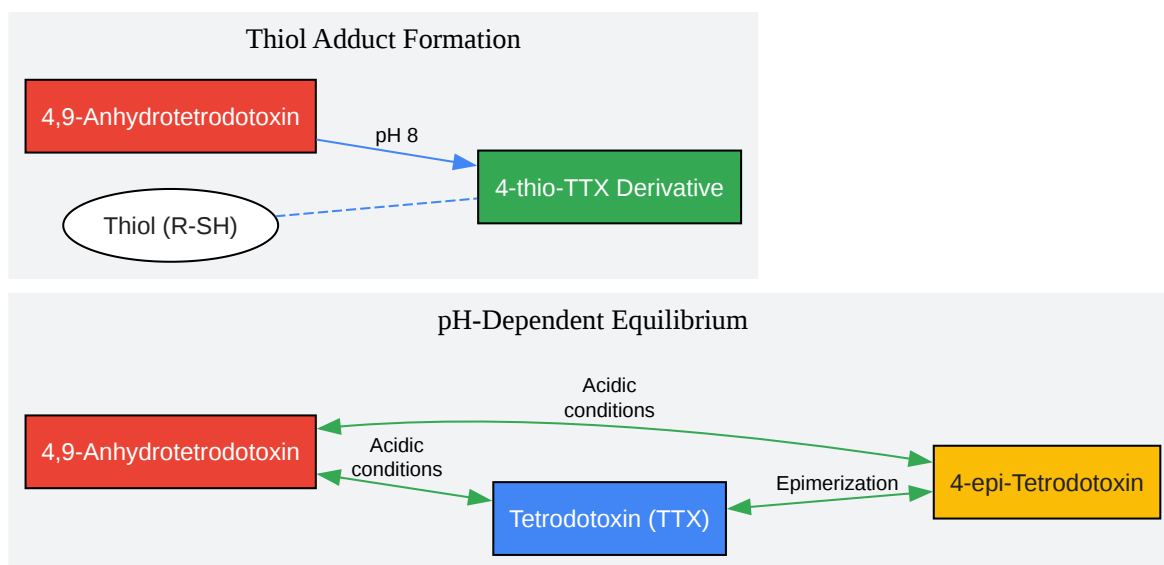 Thiol Adduct Formation
4,9-Anhydrotetrodotoxin
pH 8
4-thio-TTX Derivative
Thiol (R-SH)
pH-Dependent Equilibrium
Acidic
conditions
4,9-Anhydrotetrodotoxin
Acidic
conditions
Epimerization
4-epi-Tetrodotoxin
Tetrodotoxin (TTX)